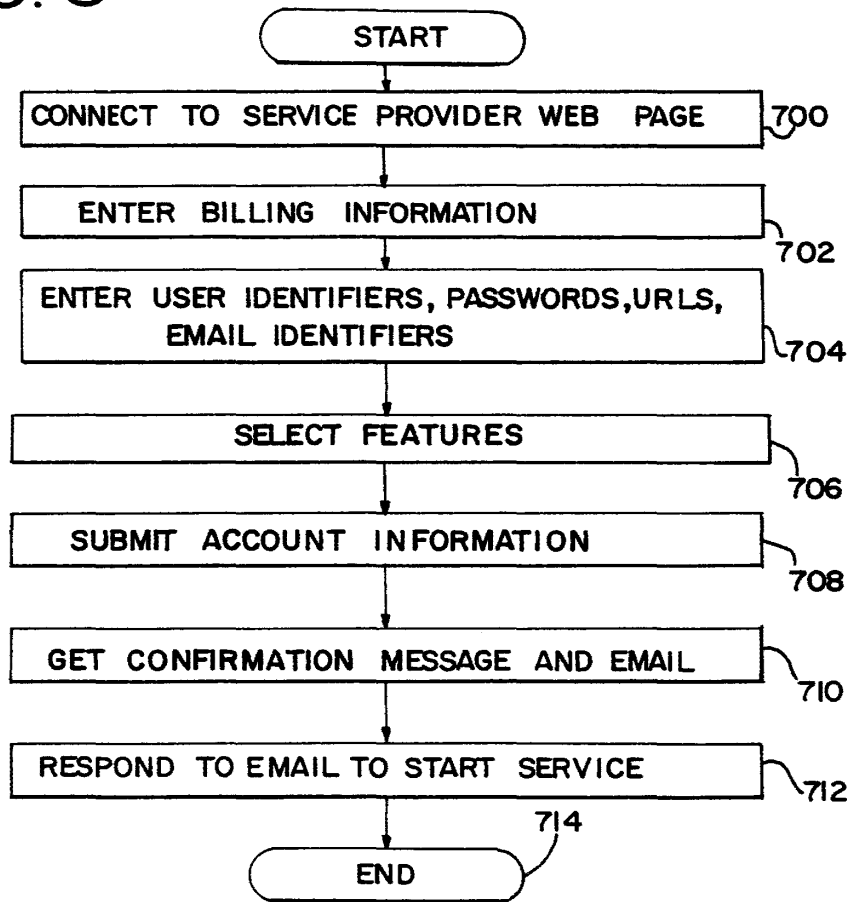 START
CONNECT TO SERVICE PROVIDER WEB PAGE 700
ENTER BILLING INFORMATION
702
ENTER USER IDENTIFIERS, PASSWORDS, URLS,
EMAIL IDENTIFIERS
704
SELECT FEATURES
706
SUBMIT ACCOUNT INFORMATION
708
GET CONFIRMATION MESSAGE AND EMAIL
710
RESPOND TO EMAIL TO START SERVICE
712
714
END